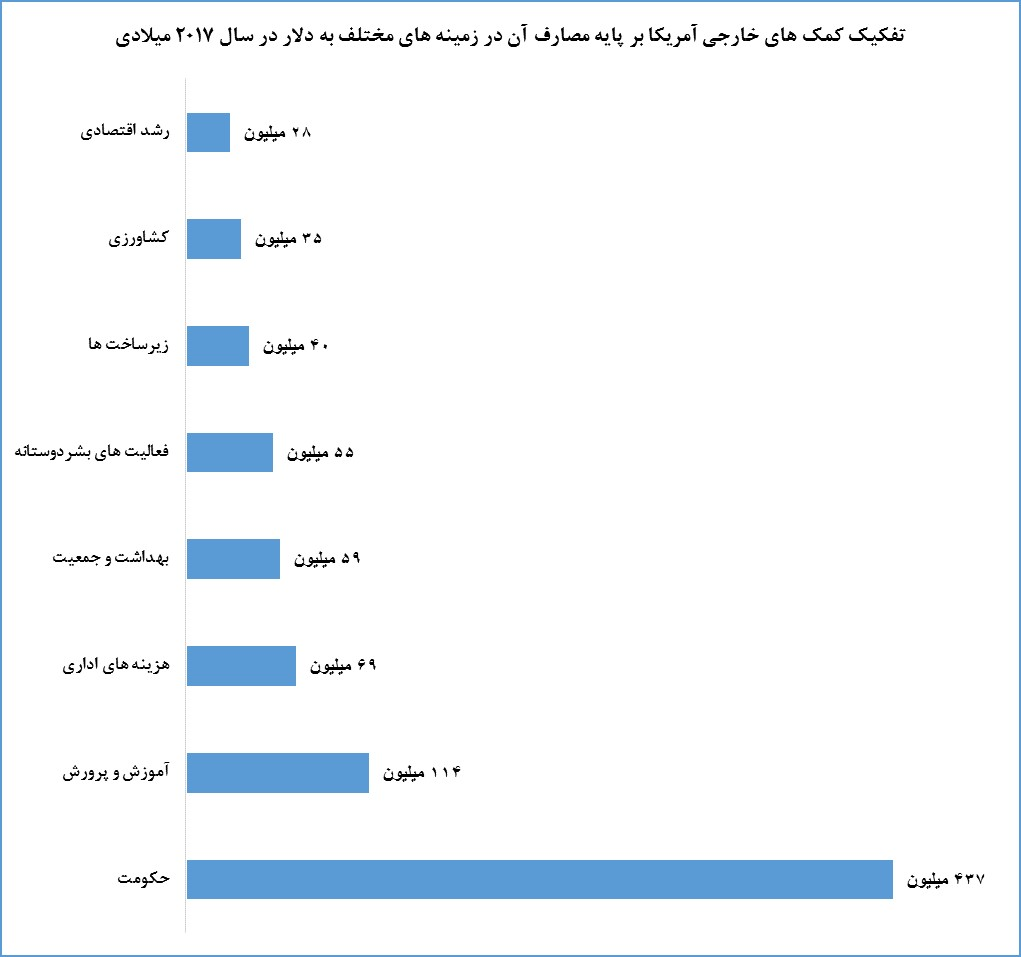 تفکیک کمک های خارجی آمریکا بر پایه مصارف آن در زمینه های مختلف به دلار در سال ۲۰۱۷ میلادی
رشد اقتصادی ۲۸ میلیون
کشاورزی ۳۵ میلیون
زیرساخت ها ۴۰ میلیون
فعالیت های بشردوستانه ۵۵ میلیون
بهداشت و جمعیت ۵۹ میلیون
هزینه های اداری ۶۹ میلیون
آموزش و پرورش ۱۱۴ میلیون
حکومت ۴۳۷ میلیون